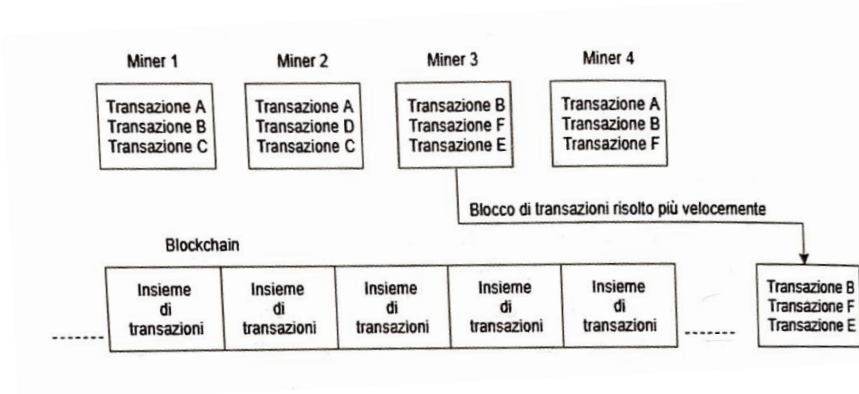 Miner 1
Miner 2
Miner 3
Miner 4
Transazione A
Transazione B
Transazione C
Transazione A
Transazione D
Transazione C
Transazione B
Transazione F
Transazione E
Transazione A
Transazione B
Transazione F
Blocco di transazioni risolto più velocemente
Blockchain
Insieme
di
transazioni
Insieme
di
transazioni
Insieme
di
transazioni
Insieme
di
transazioni
Insieme
di
transazioni
Transazione B
Transazione F
Transazione E